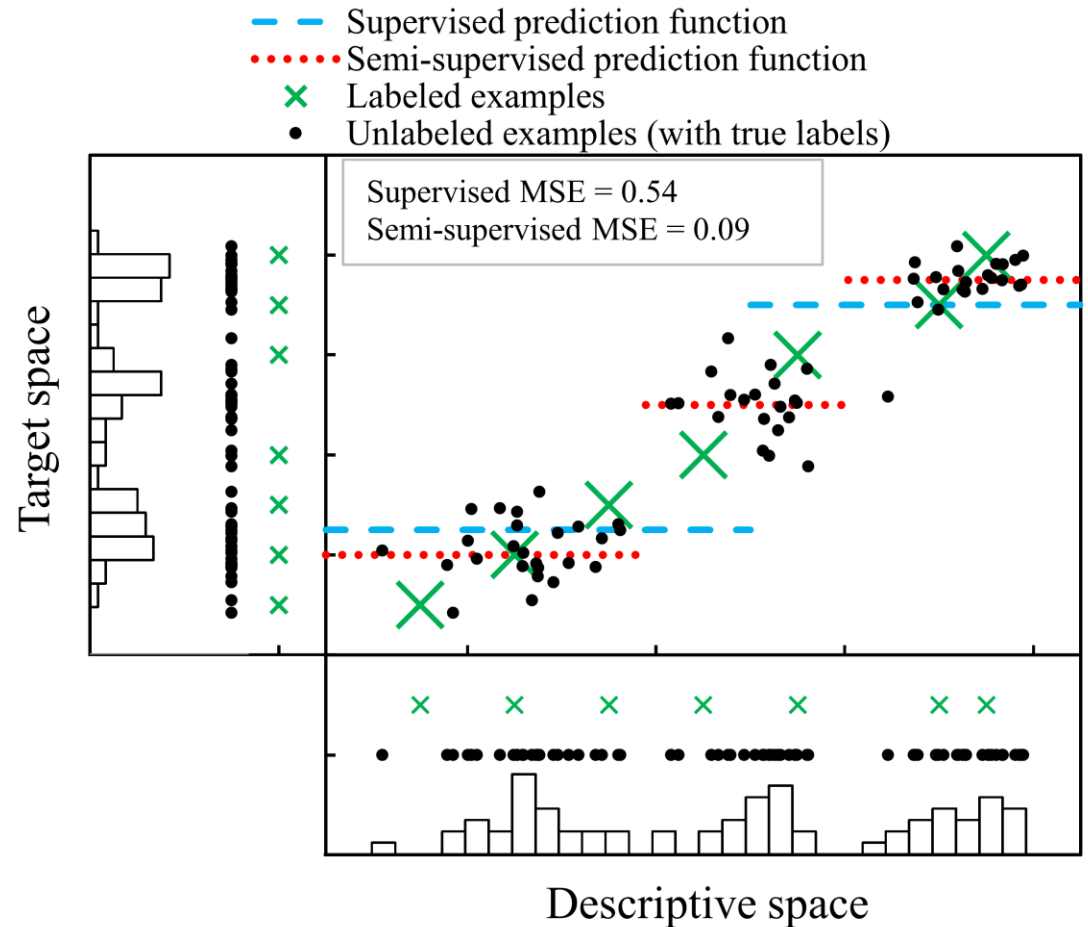 Supervised prediction function
Semi-supervised prediction function
Labeled examples
Unlabeled examples (with true labels)
Supervised MSE = 0.54
Semi-supervised MSE = 0.09
Target space
Descriptive space